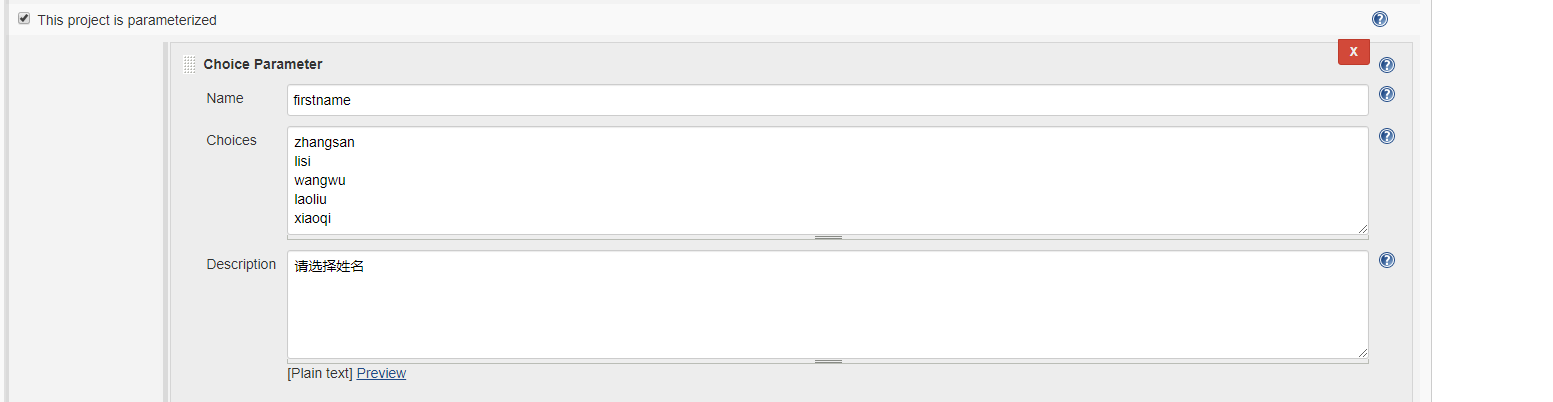 This project is parameterized
X
Choice Parameter
Name
firstname
Choices
zhangsan
lisi
wangwu
laoliu
xiaoqi
Description
请选择姓名
[Plain text] Preview